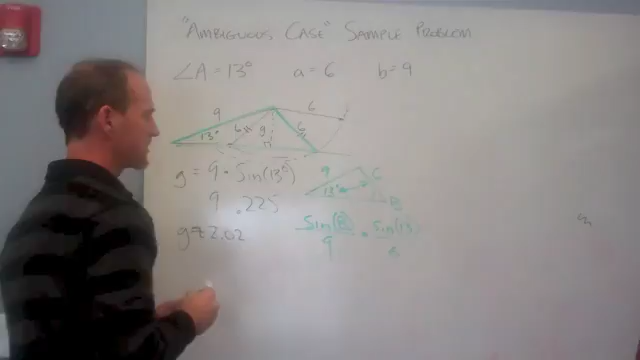 "AMBIGUOUS CASE" SAMPLE PROBLEM
∠A = 13° a = 6 b = 9
9 6
13° 6 g 6
g = 9 · sin(13°)
9 .225
g = 2.02
9 C
13° B
sin(B) = sin(13)
9 6